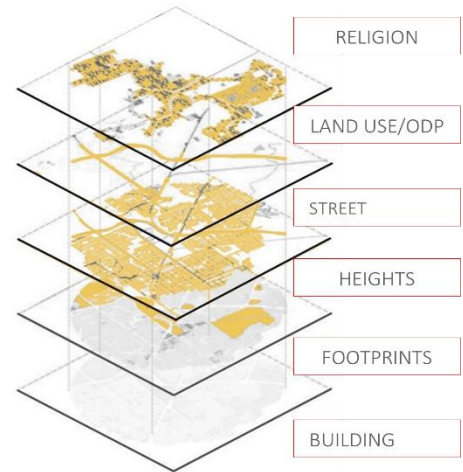 RELIGION
LAND USE/ODP
STREET
HEIGHTS
FOOTPRINTS
BUILDING